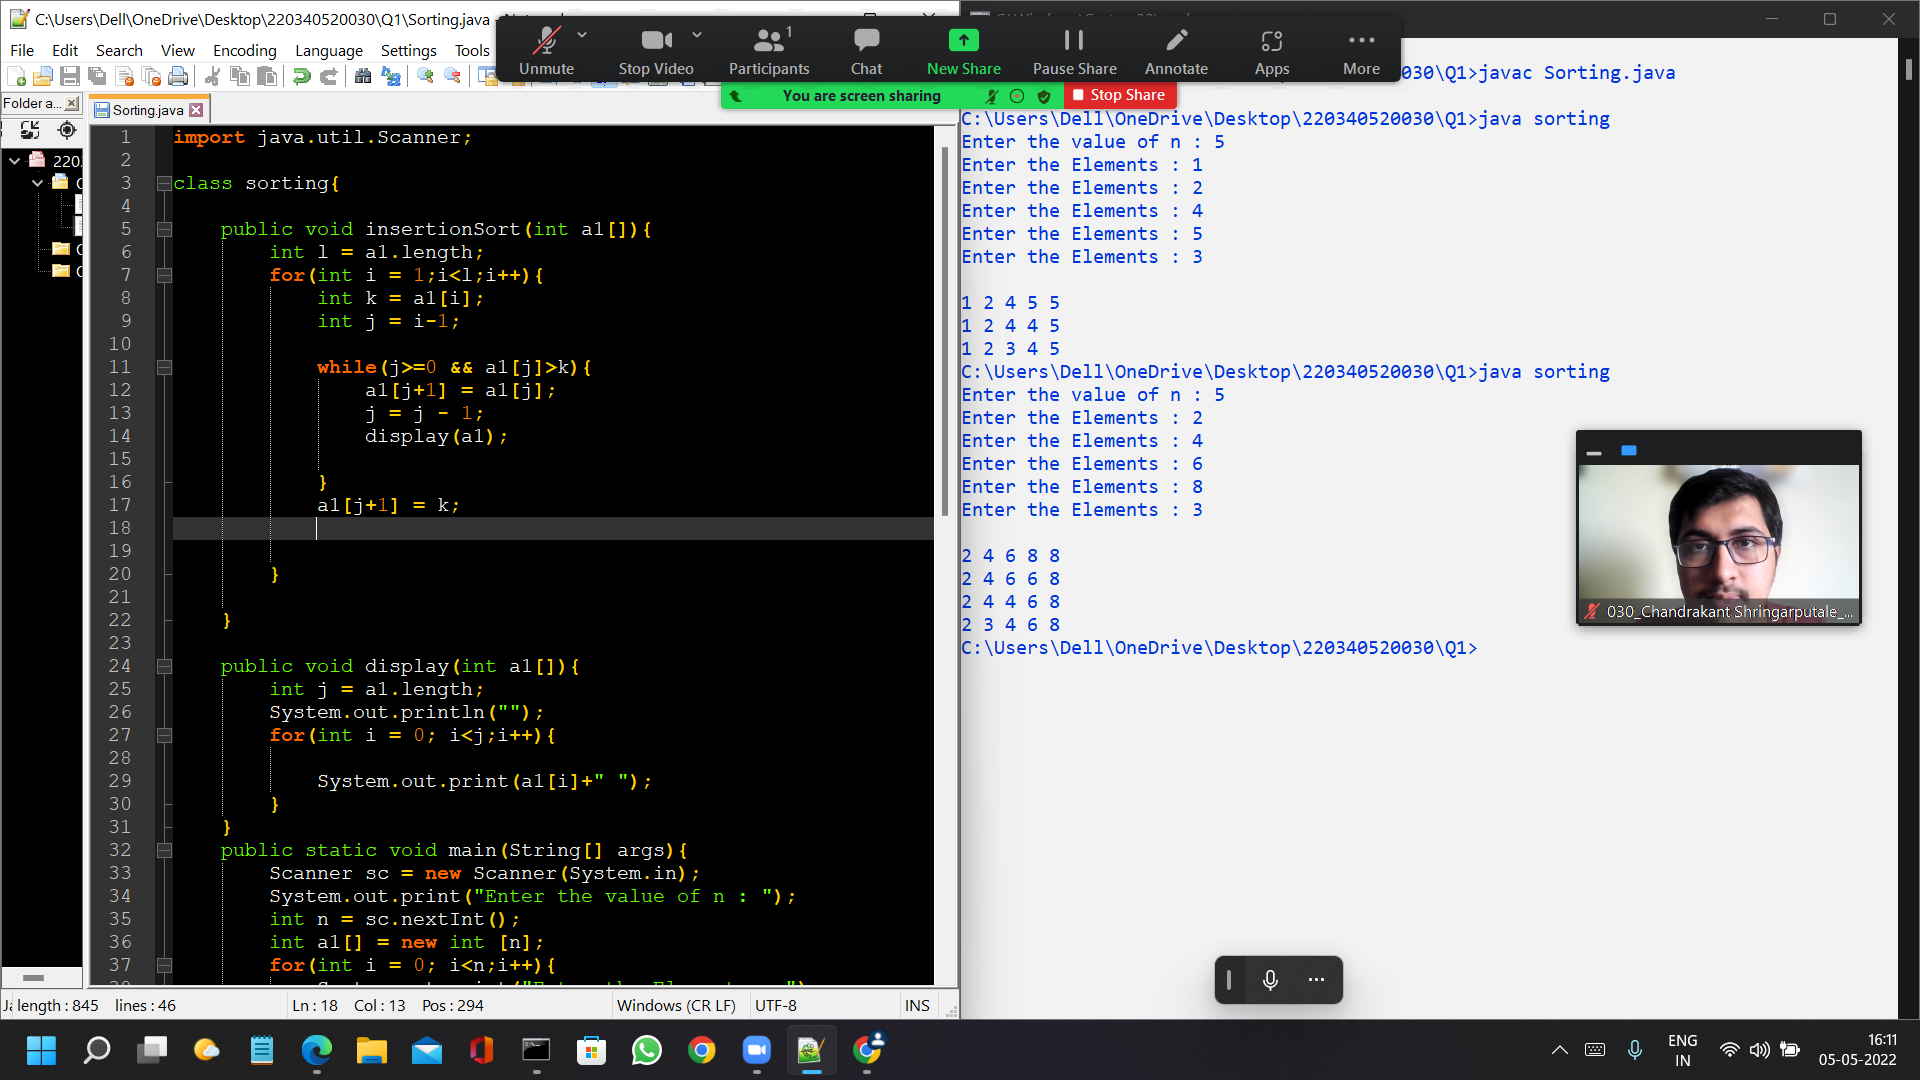 C:\Users\Dell\OneDrive\Desktop\220340520030\Q1\Sorting.java -
File Edit Search View Encoding Language Settings Tools
Unmute
Stop Video
1
Participants
Chat
New Share
Pause Share
Annotate
Apps
More
You are screen sharing
Stop Share
Folder a...
Sorting.java
220
1 import java.util.Scanner;
2
3 class sorting{
4
5 public void insertionSort(int a1[]){
6 int l = a1.length;
7 for(int i = 1;i<l;i++){
8 int k = a1[i];
9 int j = i-1;
10
11 while(j>=0 && a1[j]>k){
12 a1[j+1] = a1[j];
13 j = j - 1;
14 display(a1);
15
16 }
17 a1[j+1] = k;
18
19
20 }
21
22 }
23
24 public void display(int a1[]){
25 int j = a1.length;
26 System.out.println("");
27 for(int i = 0; i<j;i++){
28
29 System.out.print(a1[i]+" ");
30 }
31 }
32 public static void main(String[] args){
33 Scanner sc = new Scanner(System.in);
34 System.out.print("Enter the value of n : ");
35 int n = sc.nextInt();
36 int a1[] = new int [n];
37 for(int i = 0; i<n;i++){
030\Q1>javac Sorting.java
C:\Users\Dell\OneDrive\Desktop\220340520030\Q1>java sorting
Enter the value of n : 5
Enter the Elements : 1
Enter the Elements : 2
Enter the Elements : 4
Enter the Elements : 5
Enter the Elements : 3
1 2 4 5 5
1 2 4 4 5
1 2 3 4 5
C:\Users\Dell\OneDrive\Desktop\220340520030\Q1>java sorting
Enter the value of n : 5
Enter the Elements : 2
Enter the Elements : 4
Enter the Elements : 6
Enter the Elements : 8
Enter the Elements : 3
2 4 6 8 8
2 4 6 6 8
2 4 4 6 8
2 3 4 6 8
C:\Users\Dell\OneDrive\Desktop\220340520030\Q1>
030_Chandrakant Shringarputale_...
length : 845 lines : 46 Ln : 18 Col : 13 Pos : 294 Windows (CR LF) UTF-8 INS
ENG
IN
16:11
05-05-2022